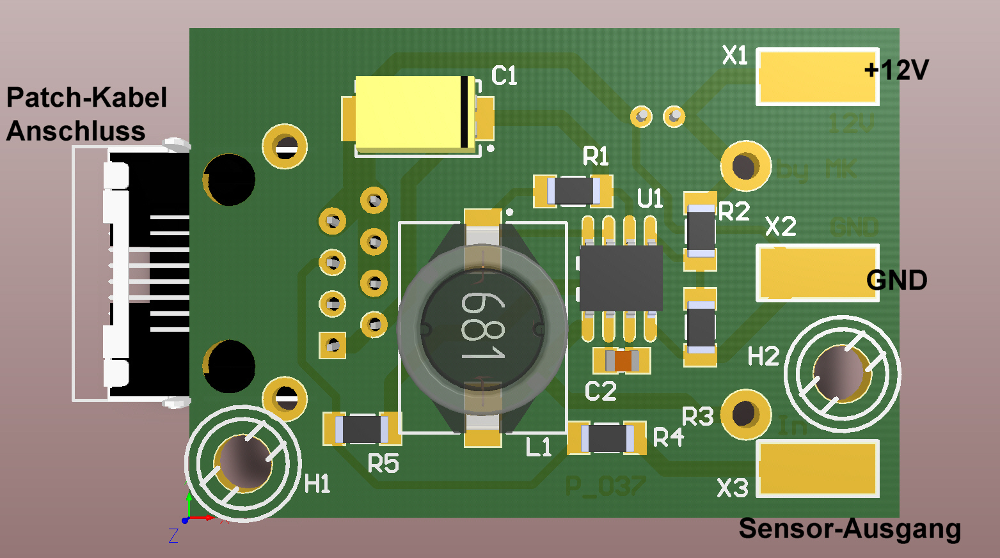 X1
+12V
C1
Patch-Kabel
Anschluss
12V
R1
by MK
U1
R2
X2
GND
GND
681
H2
C2
R3
In
R4
L1
R5
H1
P_037
X3
Sensor-Ausgang
Z
X